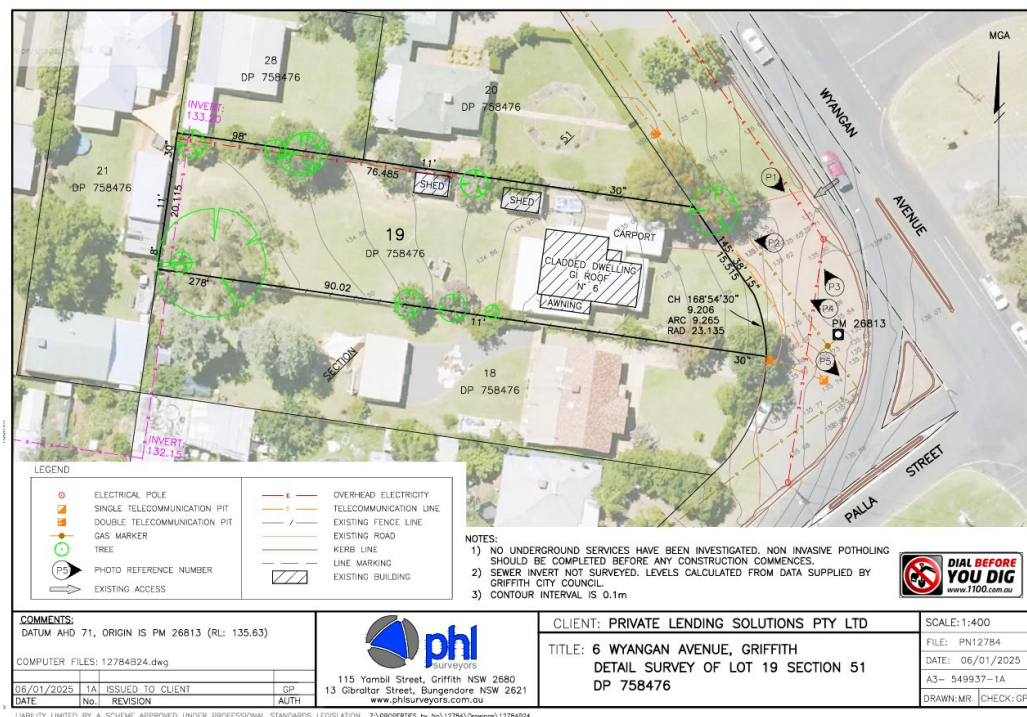 MGA
28
DP 758476
20
DP 758476
INVERT:
133.20
WYANGAN
AVENUE
51
98°
30"
11'
76.485
30"
21
DP 758476
11'
20.115
8"
SHED
SHED
19
DP 758476
CARPORT
CLADDED DWELLING
GI ROOF
N° 6
AWNING
145° 38' 15"
15.515
P1
P2
P3
P4
PM 26813
P5
278°
90.02
11'
30"
CH 168°54'30"
9.206
ARC 9.265
RAD 23.135
SECTION
18
DP 758476
INVERT:
132.15
PALLA
STREET
LEGEND
ELECTRICAL POLE
SINGLE TELECOMMUNICATION PIT
DOUBLE TELECOMMUNICATION PIT
GAS MARKER
TREE
P5 PHOTO REFERENCE NUMBER
EXISTING ACCESS
E OVERHEAD ELECTRICITY
T TELECOMMUNICATION LINE
EXISTING FENCE LINE
EXISTING ROAD
KERB LINE
LINE MARKING
EXISTING BUILDING
NOTES:
1) NO UNDERGROUND SERVICES HAVE BEEN INVESTIGATED. NON INVASIVE POTHOLING
SHOULD BE COMPLETED BEFORE ANY CONSTRUCTION COMMENCES.
2) SEWER INVERT NOT SURVEYED. LEVELS CALCULATED FROM DATA SUPPLIED BY
GRIFFITH CITY COUNCIL.
3) CONTOUR INTERVAL IS 0.1m
DIAL BEFORE
YOU DIG
www.1100.com.au
COMMENTS:
DATUM AHD 71, ORIGIN IS PM 26813 (RL: 135.63)
COMPUTER FILES: 12784B24.dwg
06/01/2025 1A ISSUED TO CLIENT GP
DATE No. REVISION AUTH
phl
surveyors
115 Yambil Street, Griffith NSW 2680
13 Gibraltar Street, Bungendore NSW 2621
www.phlsurveyors.com.au
CLIENT: PRIVATE LENDING SOLUTIONS PTY LTD
TITLE: 6 WYANGAN AVENUE, GRIFFITH
DETAIL SURVEY OF LOT 19 SECTION 51
DP 758476
SCALE: 1:400
FILE: PN12784
DATE: 06/01/2025
A3- 549937-1A
DRAWN: MR CHECK: GP
LIABILITY LIMITED BY A SCHEME APPROVED UNDER PROFESSIONAL STANDARDS LEGISLATION